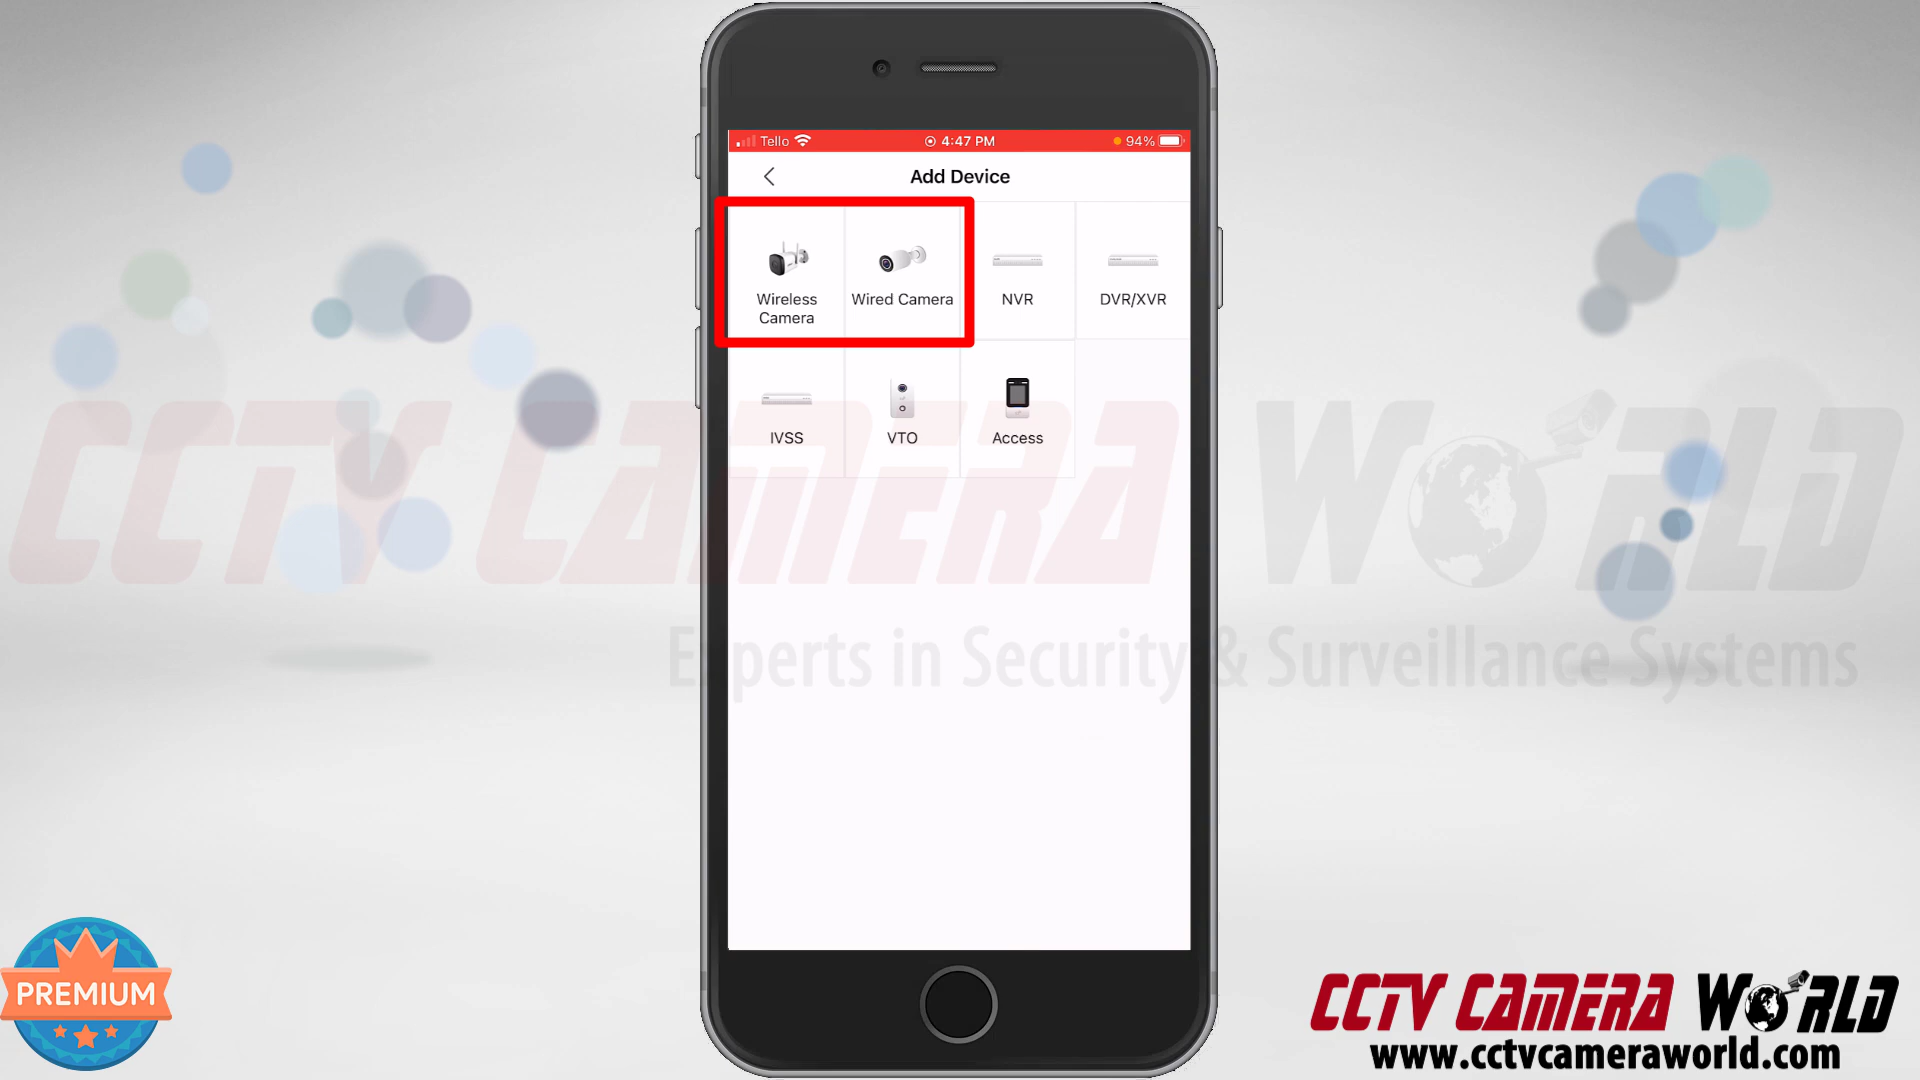 Tello 4:47 PM 94%
Add Device
Wireless Camera
Wired Camera
NVR
DVR/XVR
IVSS
VTO
Access
CCTV CAMERA WORLD
Experts in Security & Surveillance Systems
PREMIUM
CCTV CAMERA WORLD
www.cctvcameraworld.com